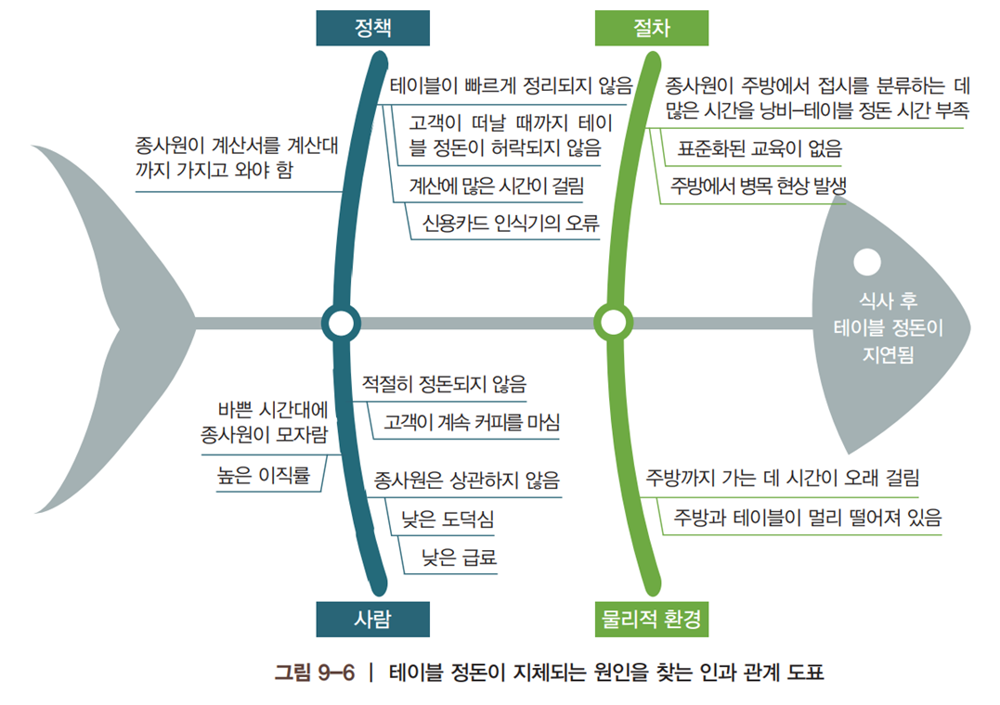 정책
절차
테이블이 빠르게 정리되지 않음
고객이 떠날 때까지 테이
블 정돈이 허락되지 않음
계산에 많은 시간이 걸림
신용카드 인식기의 오류
종사원이 계산서를 계산대
까지 가지고 와야 함
종사원이 주방에서 접시를 분류하는 데
많은 시간을 낭비–테이블 정돈 시간 부족
표준화된 교육이 없음
주방에서 병목 현상 발생
식사 후
테이블 정돈이
지연됨
바쁜 시간대에
종사원이 모자람
높은 이직률
적절히 정돈되지 않음
고객이 계속 커피를 마심
종사원은 상관하지 않음
낮은 도덕심
낮은 급료
주방까지 가는 데 시간이 오래 걸림
주방과 테이블이 멀리 떨어져 있음
사람
물리적 환경
그림 9–6 | 테이블 정돈이 지체되는 원인을 찾는 인과 관계 도표